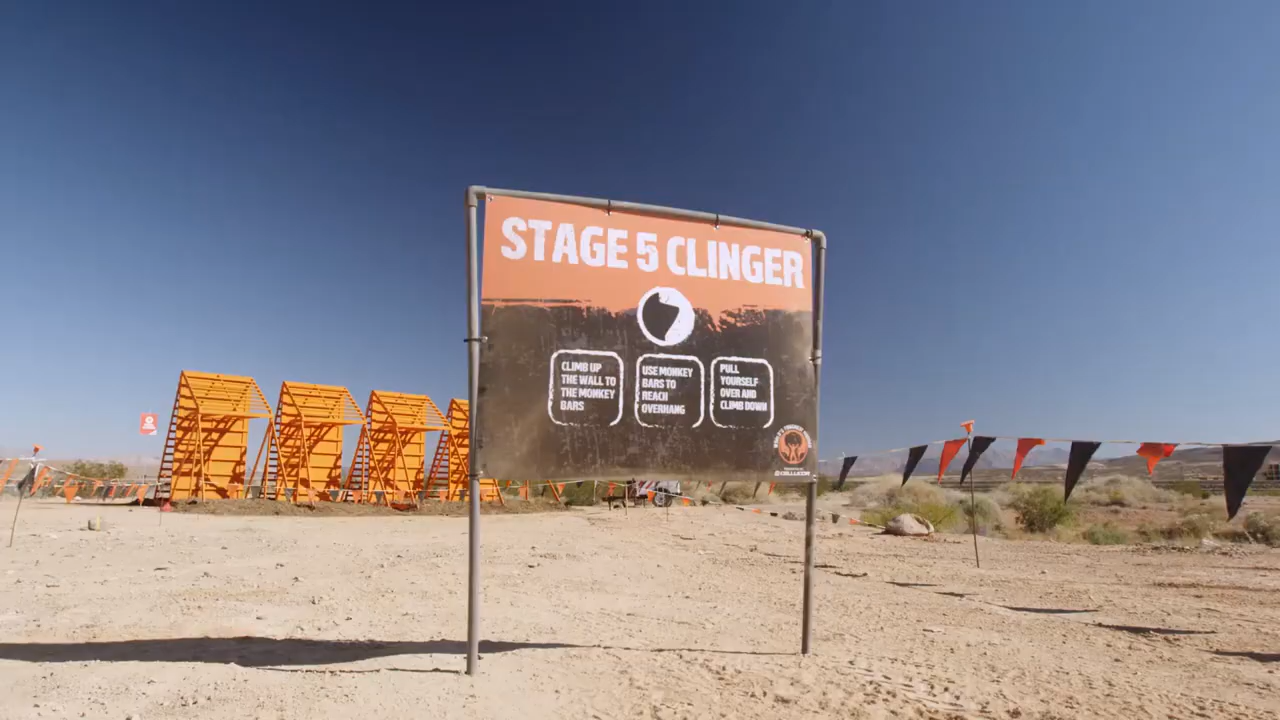 STAGE 5 CLINGER
CLIMB UP
THE WALL TO
THE MONKEY
BARS
USE MONKEY
BARS TO
REACH
OVERHANG
PULL
YOURSELF
OVER AND
CLIMB DOWN
CELLUCOR